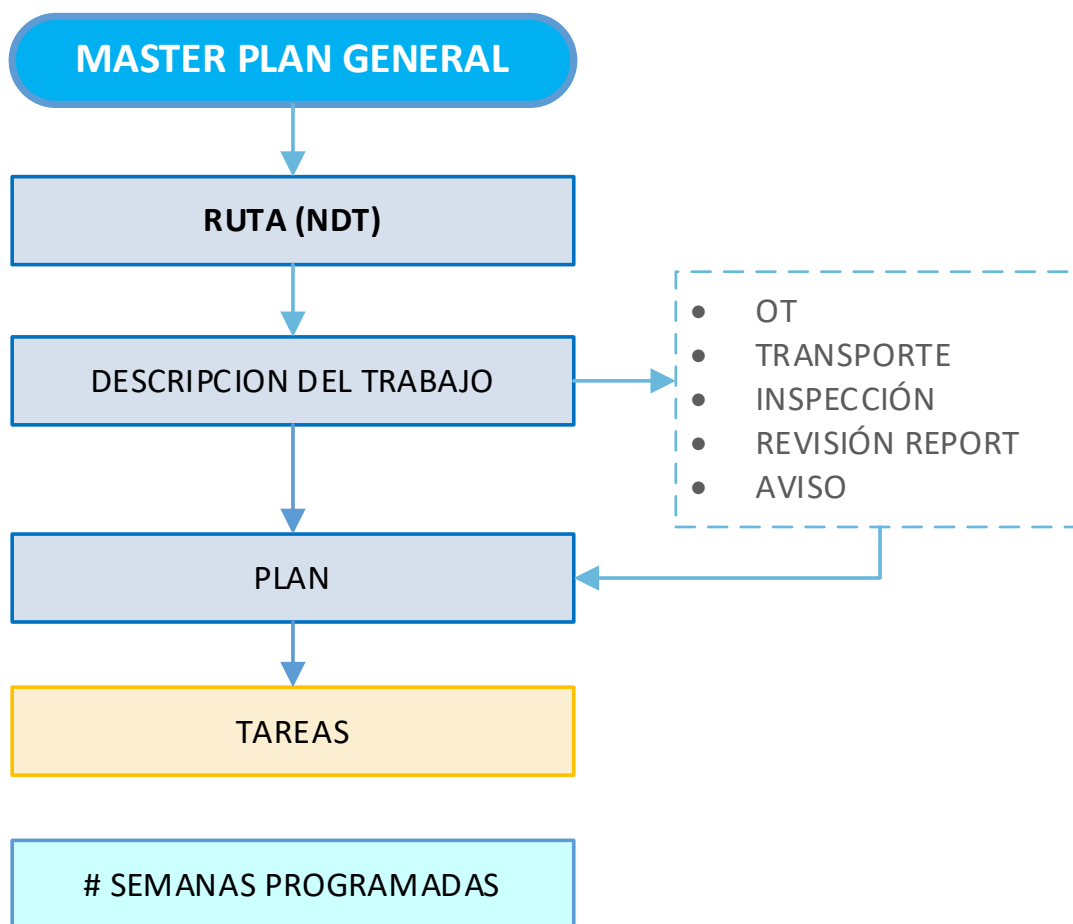 MASTER PLAN GENERAL
RUTA (NDT)
DESCRIPCION DEL TRABAJO
• OT
• TRANSPORTE
• INSPECCIÓN
• REVISIÓN REPORT
• AVISO
PLAN
TAREAS
# SEMANAS PROGRAMADAS